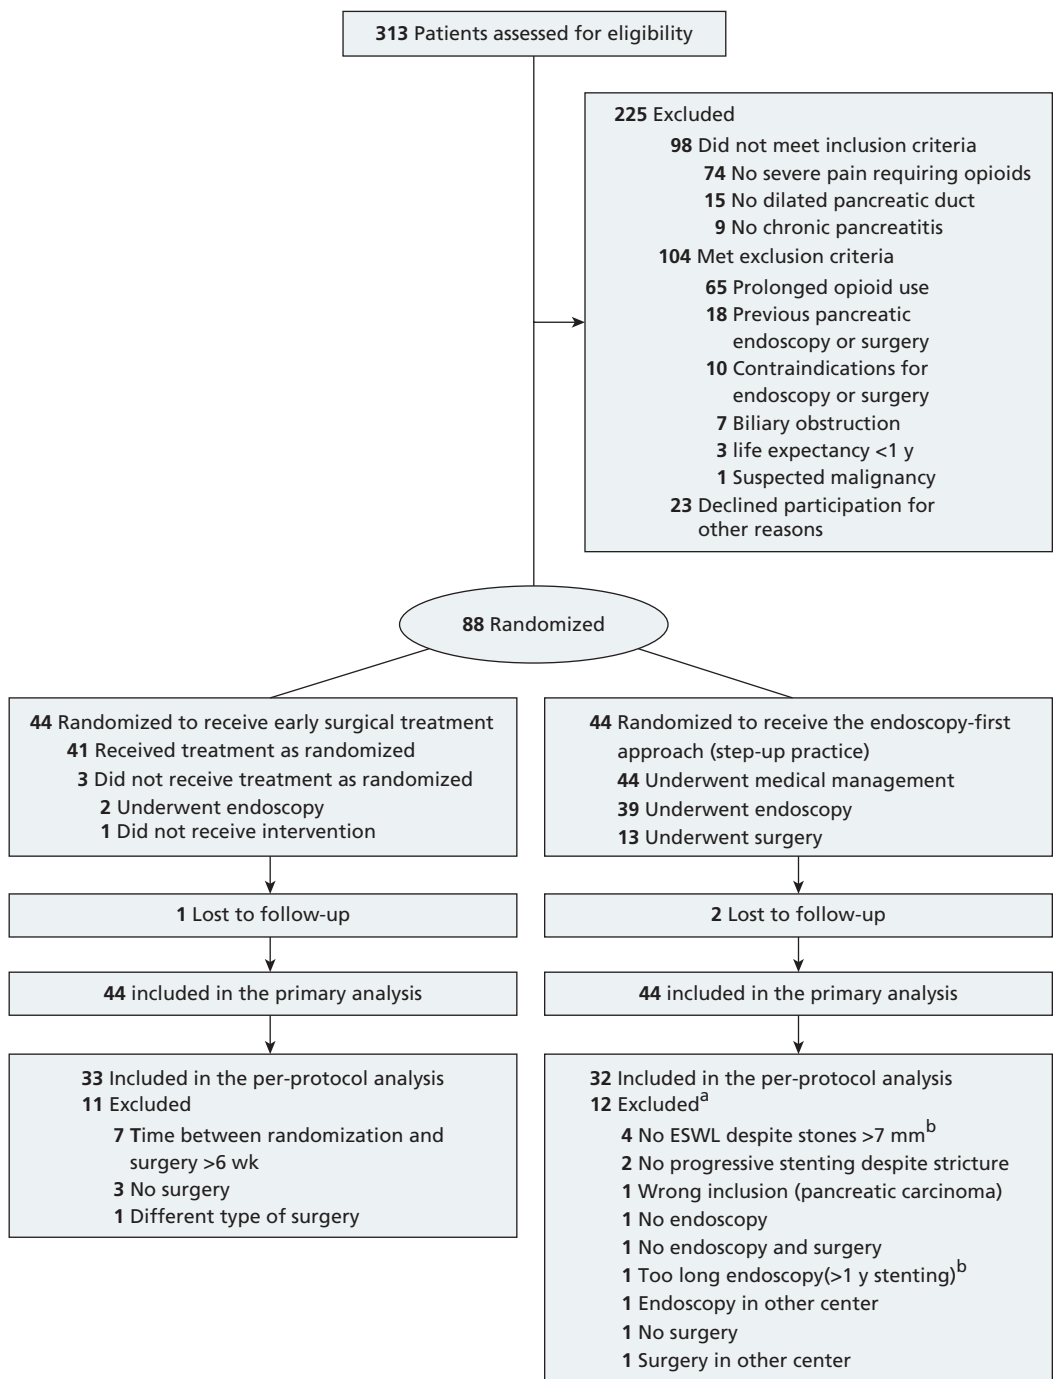 313 Patients assessed for eligibility
225 Excluded
98 Did not meet inclusion criteria
74 No severe pain requiring opioids
15 No dilated pancreatic duct
9 No chronic pancreatitis
104 Met exclusion criteria
65 Prolonged opioid use
18 Previous pancreatic
endoscopy or surgery
10 Contraindications for
endoscopy or surgery
7 Biliary obstruction
3 life expectancy <1 y
1 Suspected malignancy
23 Declined participation for
other reasons
88 Randomized
44 Randomized to receive early surgical treatment
41 Received treatment as randomized
3 Did not receive treatment as randomized
2 Underwent endoscopy
1 Did not receive intervention
44 Randomized to receive the endoscopy-first
approach (step-up practice)
44 Underwent medical management
39 Underwent endoscopy
13 Underwent surgery
1 Lost to follow-up
2 Lost to follow-up
44 included in the primary analysis
44 included in the primary analysis
33 Included in the per-protocol analysis
11 Excluded
7 Time between randomization and
surgery >6 wk
3 No surgery
1 Different type of surgery
32 Included in the per-protocol analysis
12 Excludeda
4 No ESWL despite stones >7 mmb
2 No progressive stenting despite stricture
1 Wrong inclusion (pancreatic carcinoma)
1 No endoscopy
1 No endoscopy and surgery
1 Too long endoscopy(>1 y stenting)b
1 Endoscopy in other center
1 No surgery
1 Surgery in other center